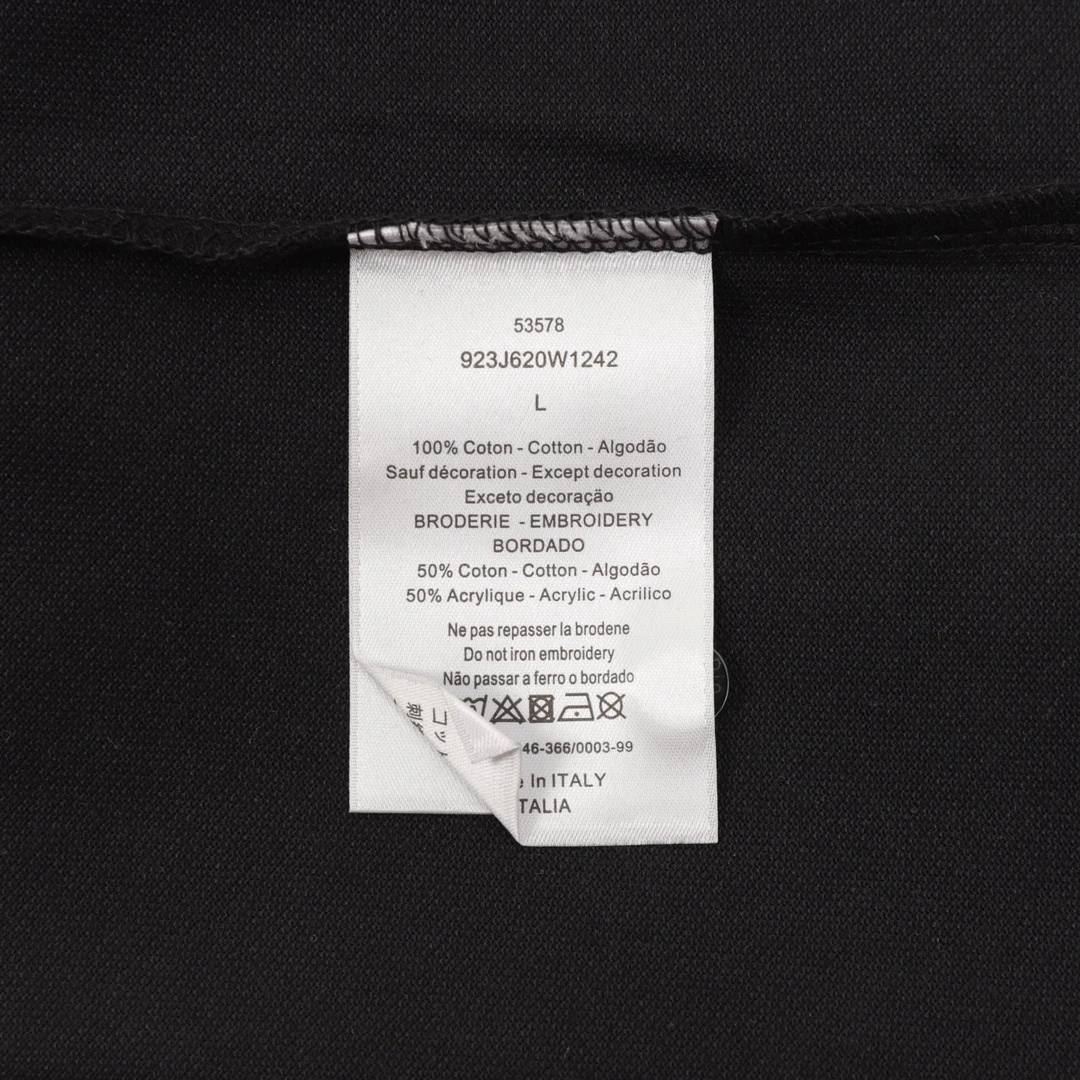 53578
923J620W1242
L
100% Coton - Cotton - Algodão
Sauf décoration - Except decoration
Exceto decoração
BRODERIE - EMBROIDERY
BORDADO
50% Coton - Cotton - Algodão
50% Acrylique - Acrylic - Acrilico
Ne pas repasser la brodene
Do not iron embroidery
Não passar a ferro o bordado
46-366/0003-99
In ITALY